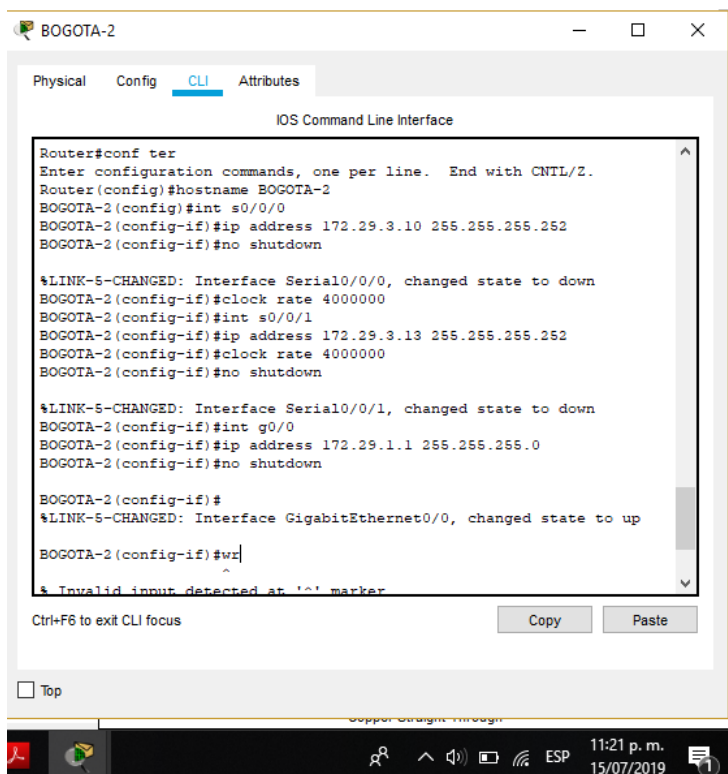 BOGOTA-2
Physical Config CLI Attributes
IOS Command Line Interface
Router#conf ter
Enter configuration commands, one per line. End with CNTL/Z.
Router(config)#hostname BOGOTA-2
BOGOTA-2(config)#int s0/0/0
BOGOTA-2(config-if)#ip address 172.29.3.10 255.255.255.252
BOGOTA-2(config-if)#no shutdown
%LINK-5-CHANGED: Interface Serial0/0/0, changed state to down
BOGOTA-2(config-if)#clock rate 4000000
BOGOTA-2(config-if)#int s0/0/1
BOGOTA-2(config-if)#ip address 172.29.3.13 255.255.255.252
BOGOTA-2(config-if)#clock rate 4000000
BOGOTA-2(config-if)#no shutdown
%LINK-5-CHANGED: Interface Serial0/0/1, changed state to down
BOGOTA-2(config-if)#int g0/0
BOGOTA-2(config-if)#ip address 172.29.1.1 255.255.255.0
BOGOTA-2(config-if)#no shutdown
BOGOTA-2(config-if)#
%LINK-5-CHANGED: Interface GigabitEthernet0/0, changed state to up
BOGOTA-2(config-if)#wr
^
% Invalid input detected at '^' marker
Ctrl+F6 to exit CLI focus
Copy Paste
Top
Copper Straight-Through
ESP
11:21 p. m.
15/07/2019
1